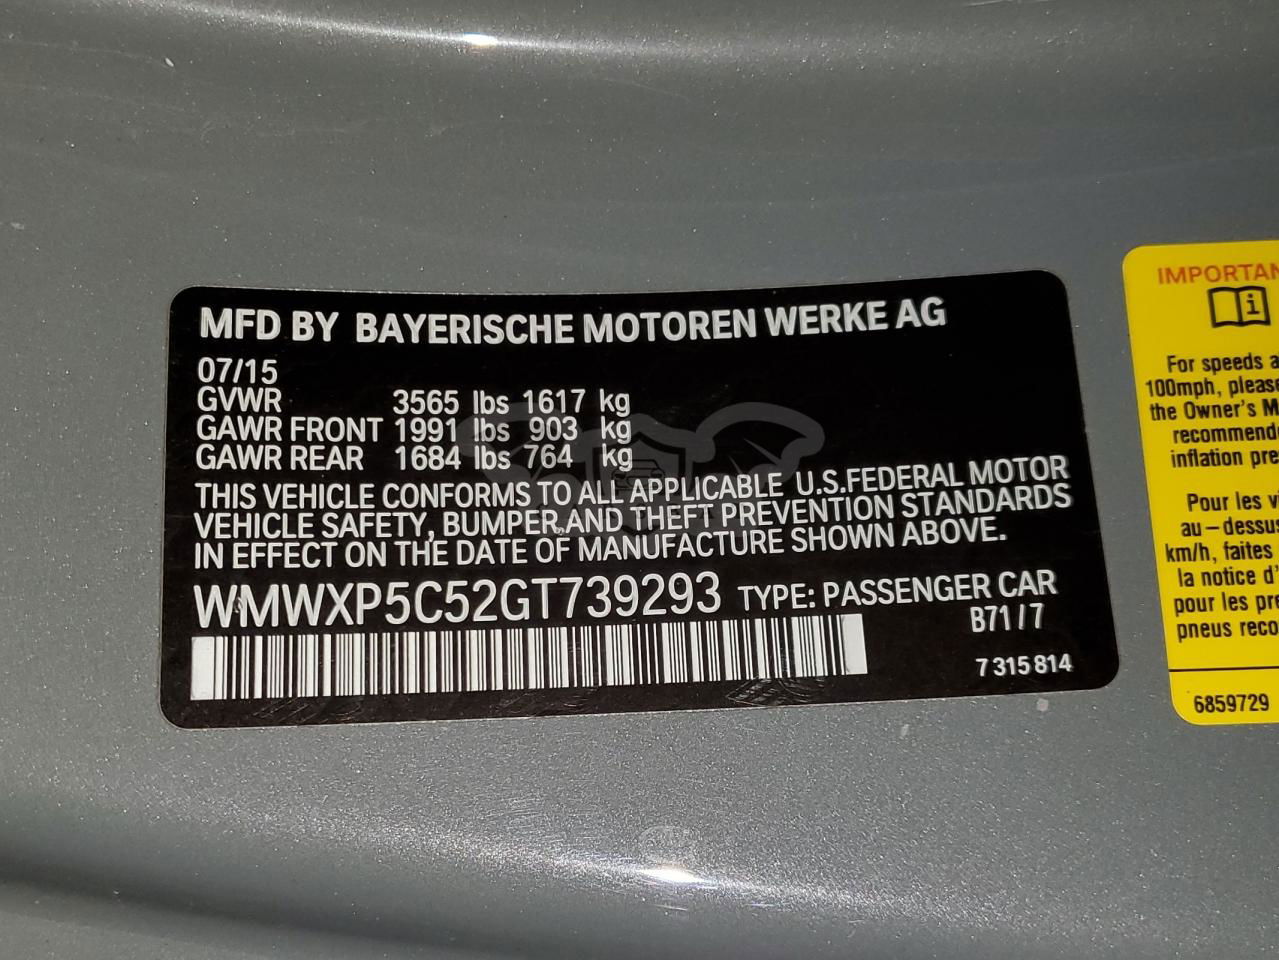 MFD BY BAYERISCHE MOTOREN WERKE AG
07/15
GVWR 3565 lbs 1617 kg
GAWR FRONT 1991 lbs 903 kg
GAWR REAR 1684 lbs 764 kg
THIS VEHICLE CONFORMS TO ALL APPLICABLE U.S.FEDERAL MOTOR
VEHICLE SAFETY, BUMPER,AND THEFT PREVENTION STANDARDS
IN EFFECT ON THE DATE OF MANUFACTURE SHOWN ABOVE.
WMWXP5C52GT739293 TYPE: PASSENGER CAR
B71/7
7 315 814
IMPORTAN
For speeds a
100mph, please
the Owner's M
recommend
inflation pre
Pour les v
au-dessus
km/h, faites
la notice d'
pour les pre
pneus reco
6859729